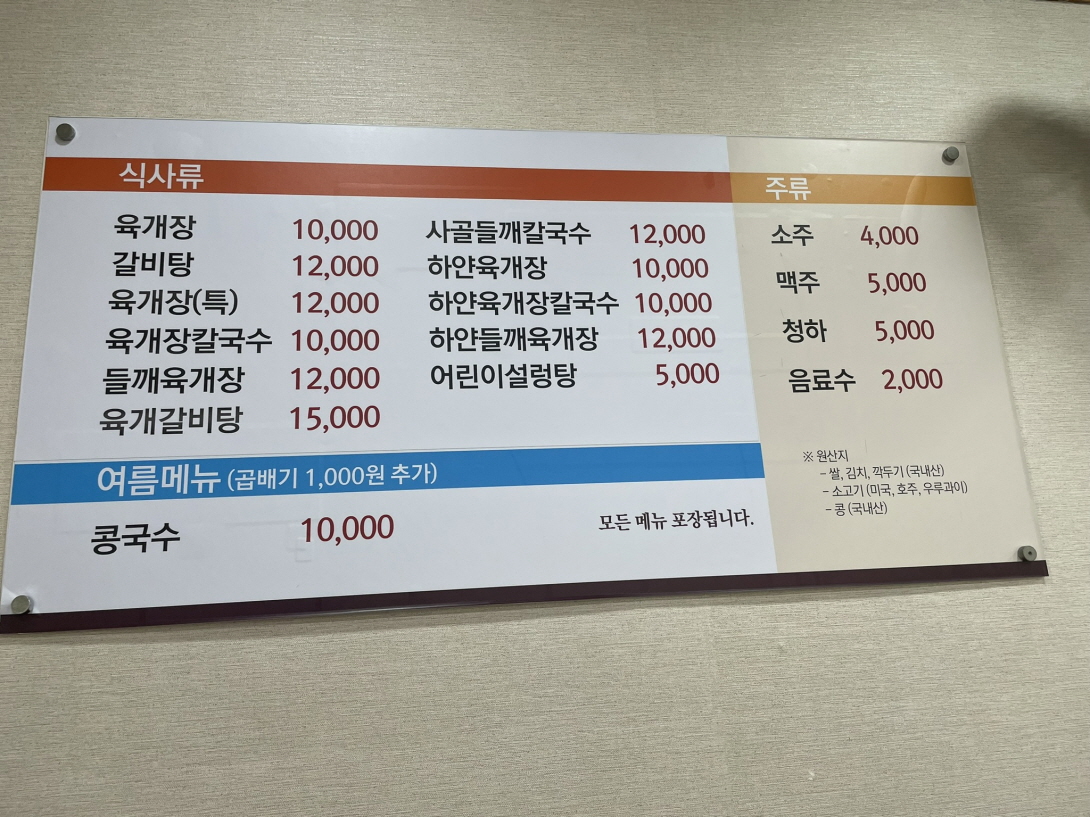 식사류
육개장 10,000
갈비탕 12,000
육개장(특) 12,000
육개장칼국수 10,000
들깨육개장 12,000
육개갈비탕 15,000
사골들깨칼국수 12,000
하얀육개장 10,000
하얀육개장칼국수 10,000
하얀들깨육개장 12,000
어린이설렁탕 5,000
여름메뉴 (곱배기 1,000원 추가)
콩국수 10,000
모든 메뉴 포장됩니다.
주류
소주 4,000
맥주 5,000
청하 5,000
음료수 2,000
※ 원산지
- 쌀, 김치, 깍두기 (국내산)
- 소고기 (미국, 호주, 우루과이)
- 콩 (국내산)